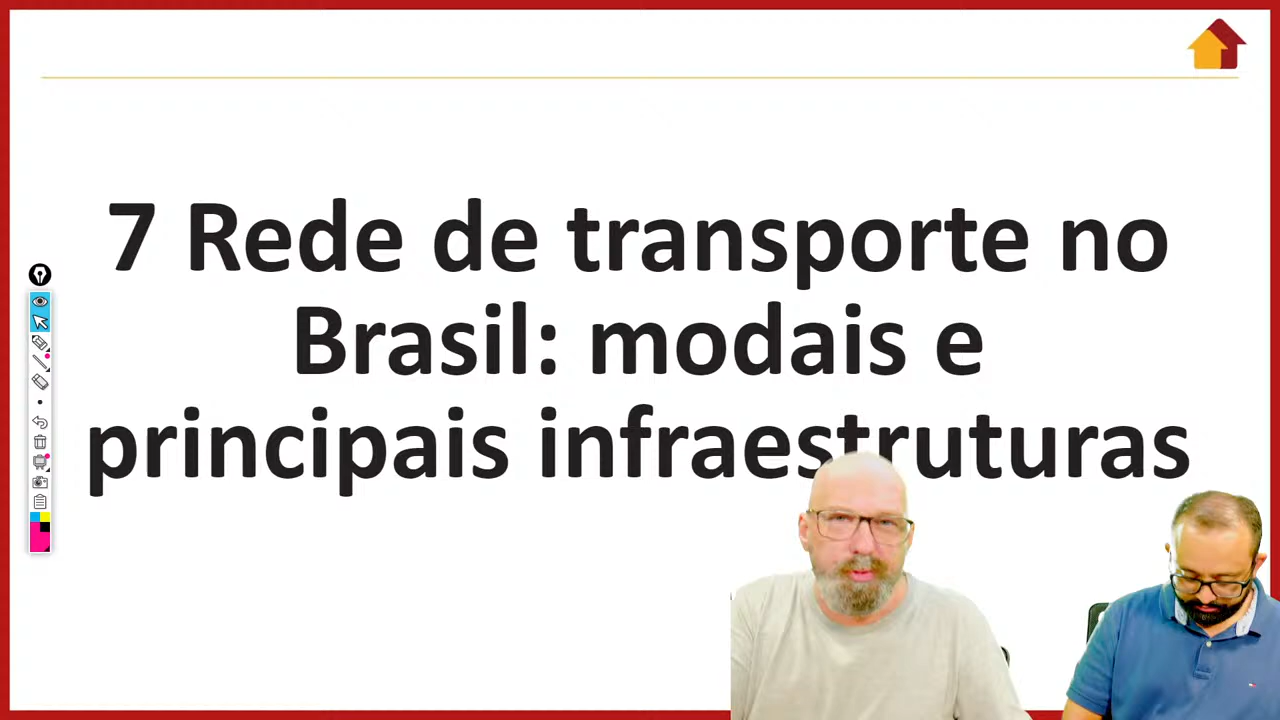 7 Rede de transporte no
Brasil: modais e
principais infraestruturas